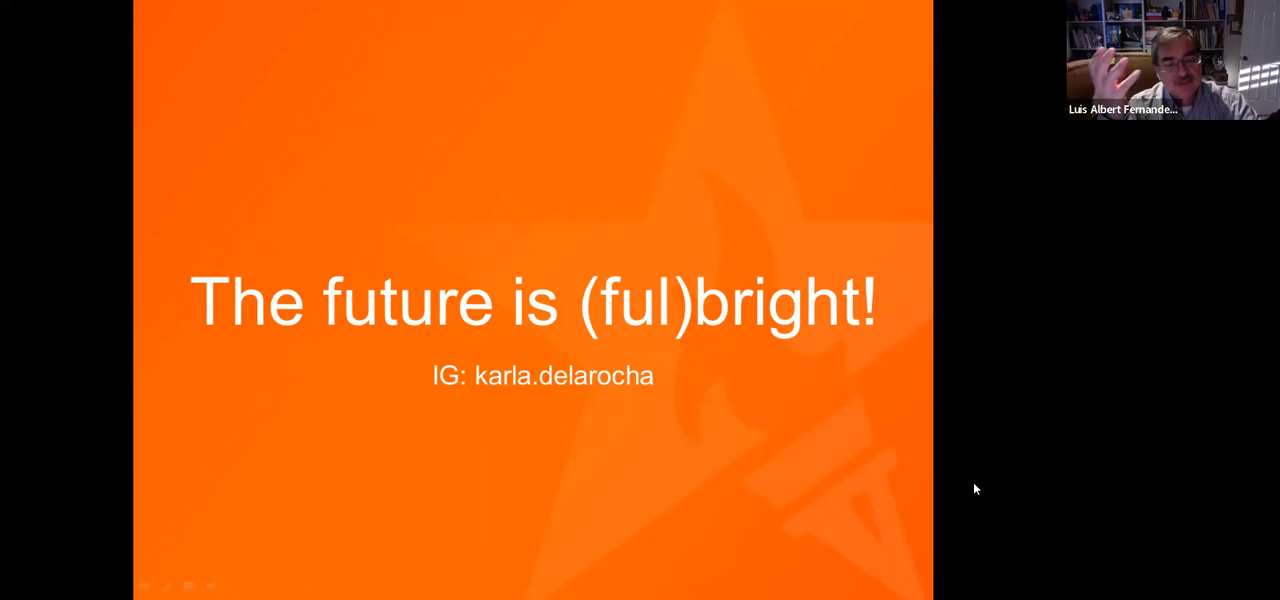 The future is (ful)bright!
IG: karla.delarocha
Luis Albert Fernande...